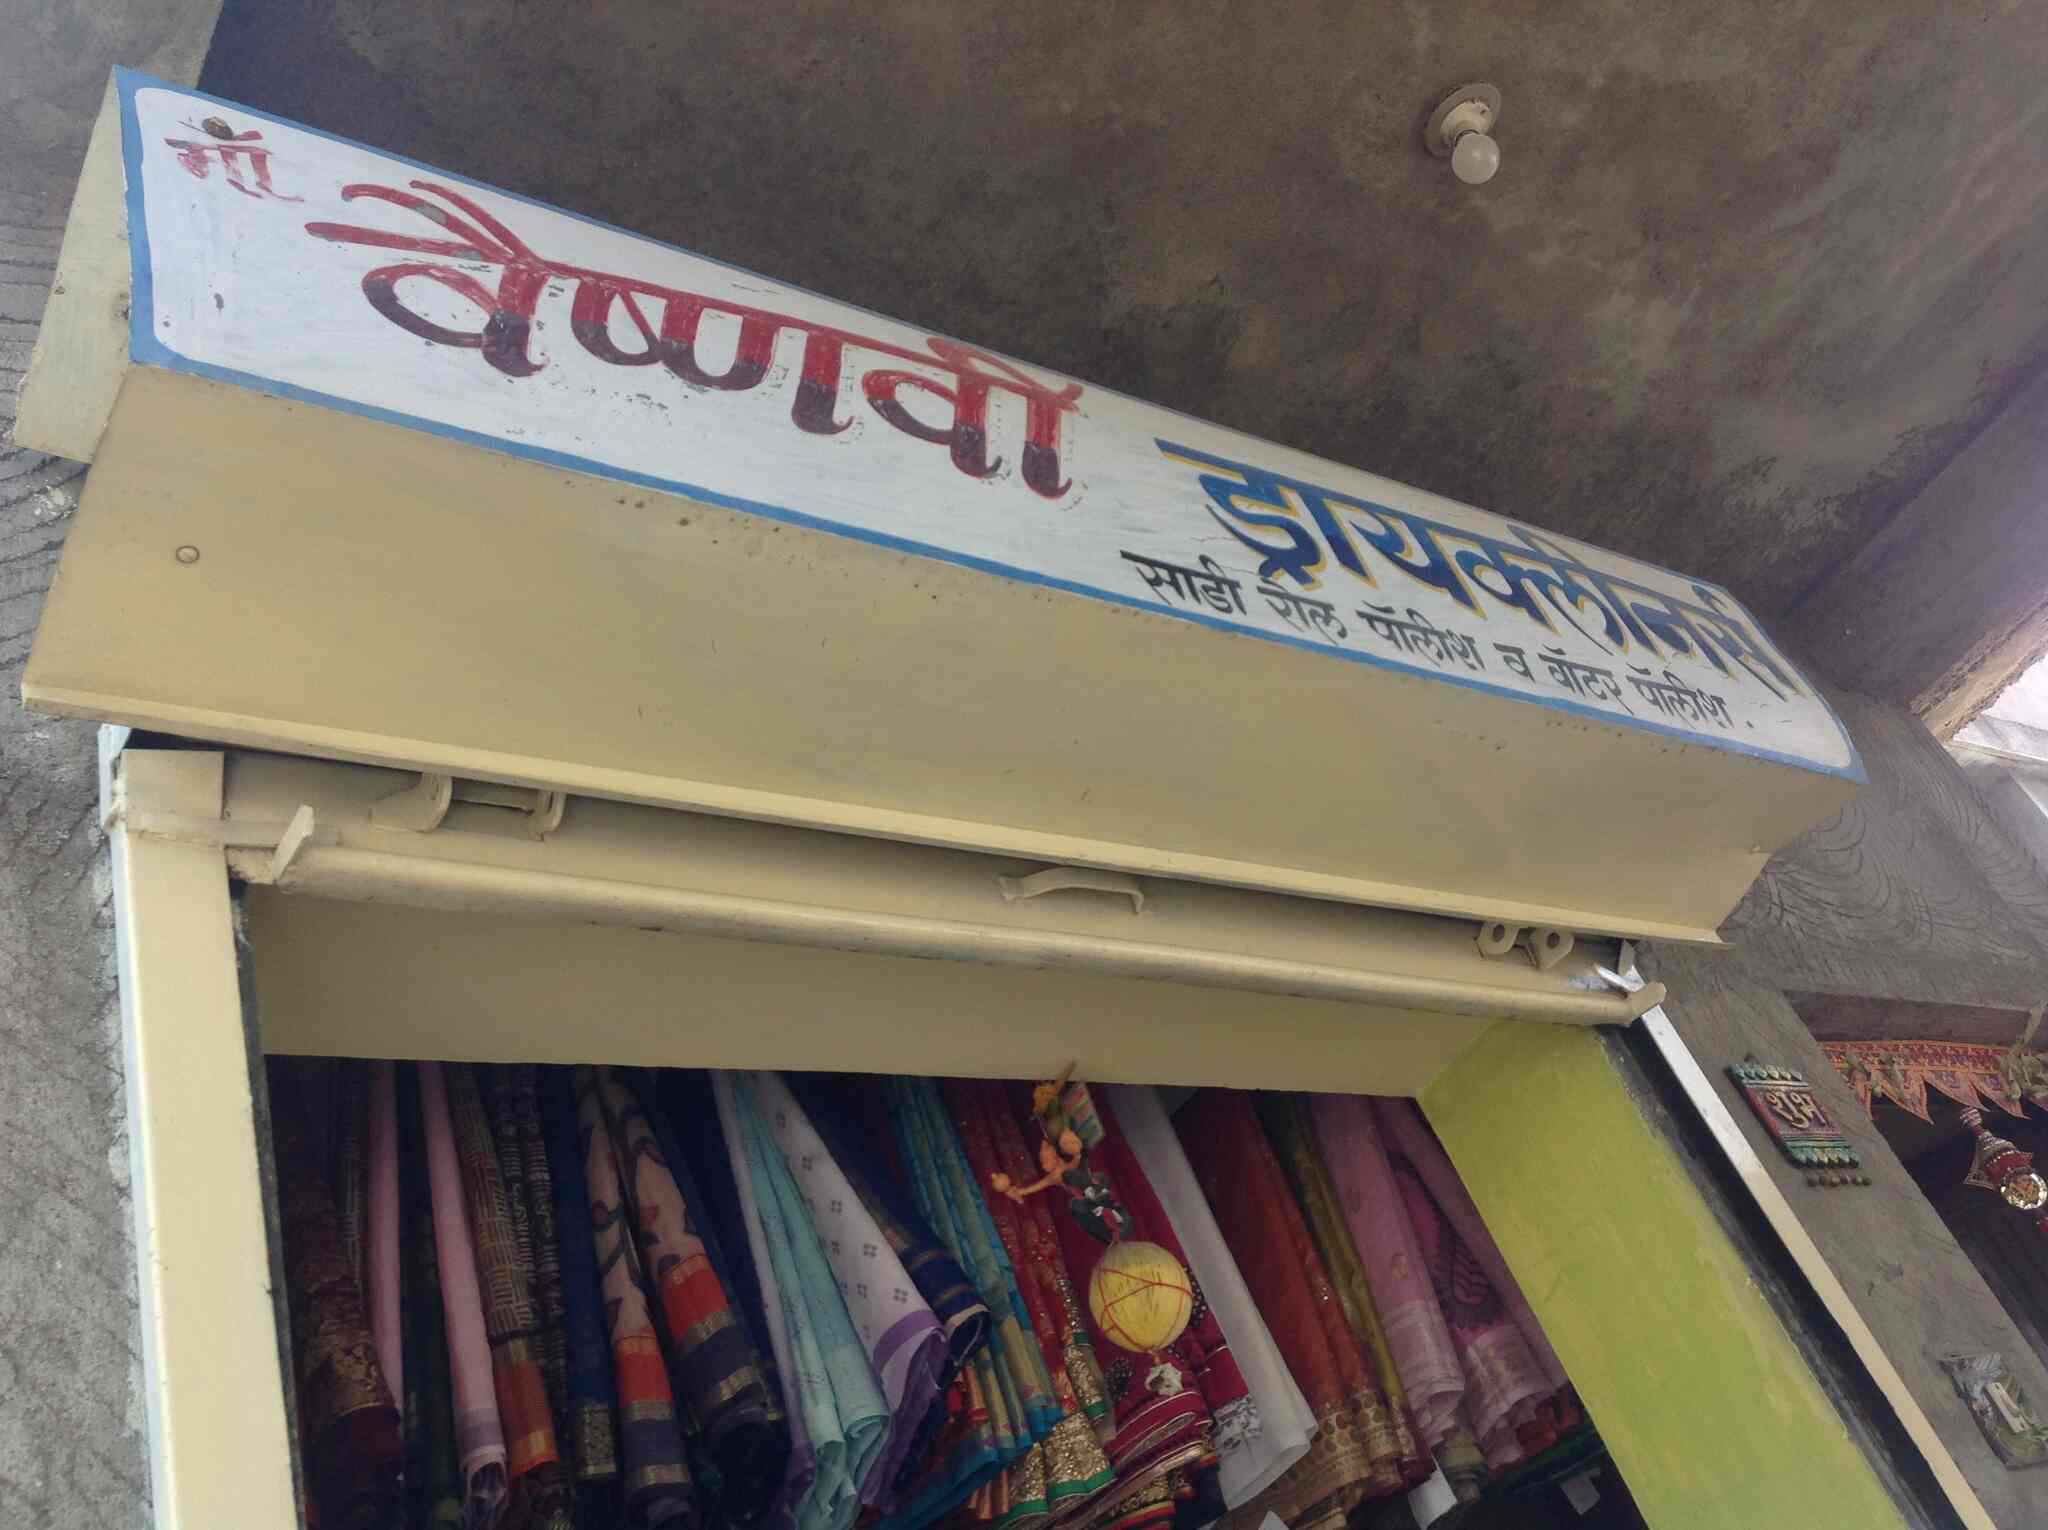 माँ
वैष्णवी
ड्रायक्लीनर्स
साडी रोल पॉलीश व वॉटर पॉलीश .
शुभ